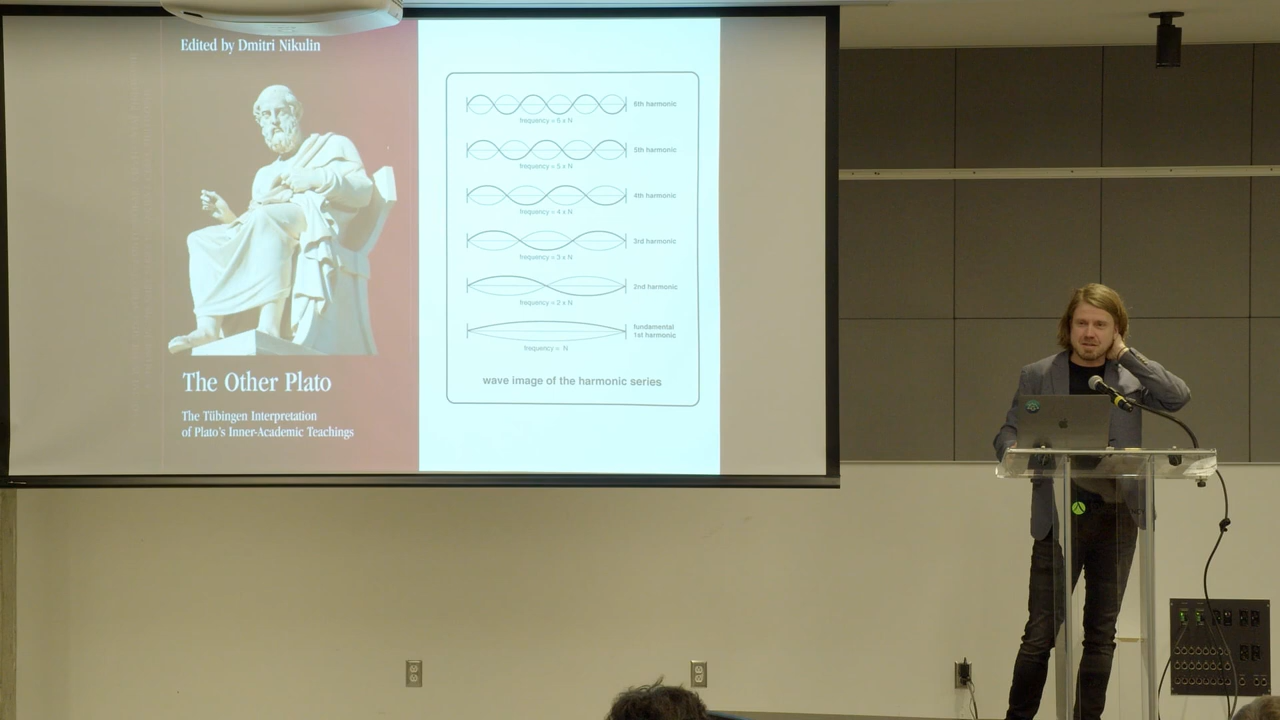 Edited by Dmitri Nikulin
The Other Plato
The Tübingen Interpretation
of Plato's Inner-Academic Teachings
6th harmonic
frequency = 6 x N
5th harmonic
frequency = 5 x N
4th harmonic
frequency = 4 x N
3rd harmonic
frequency = 3 x N
2nd harmonic
frequency = 2 x N
fundamental
1st harmonic
frequency = N
wave image of the harmonic series